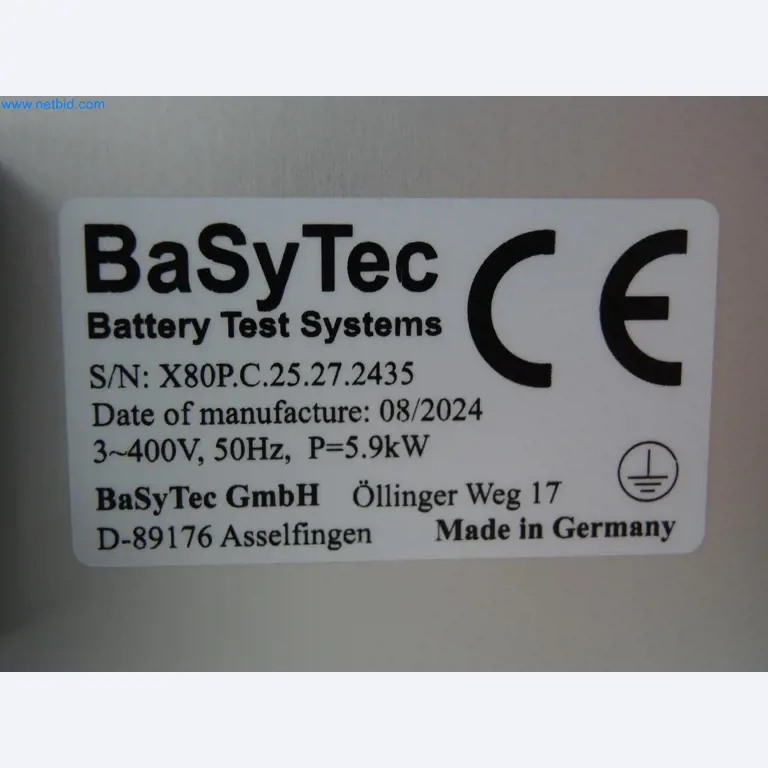 www.netbid.com
BaSyTec
Battery Test Systems
CE
S/N: X80P.C.25.27.2435
Date of manufacture: 08/2024
3~400V, 50Hz, P=5.9kW
BaSyTec GmbH Öllinger Weg 17
D-89176 Asselfingen Made in Germany